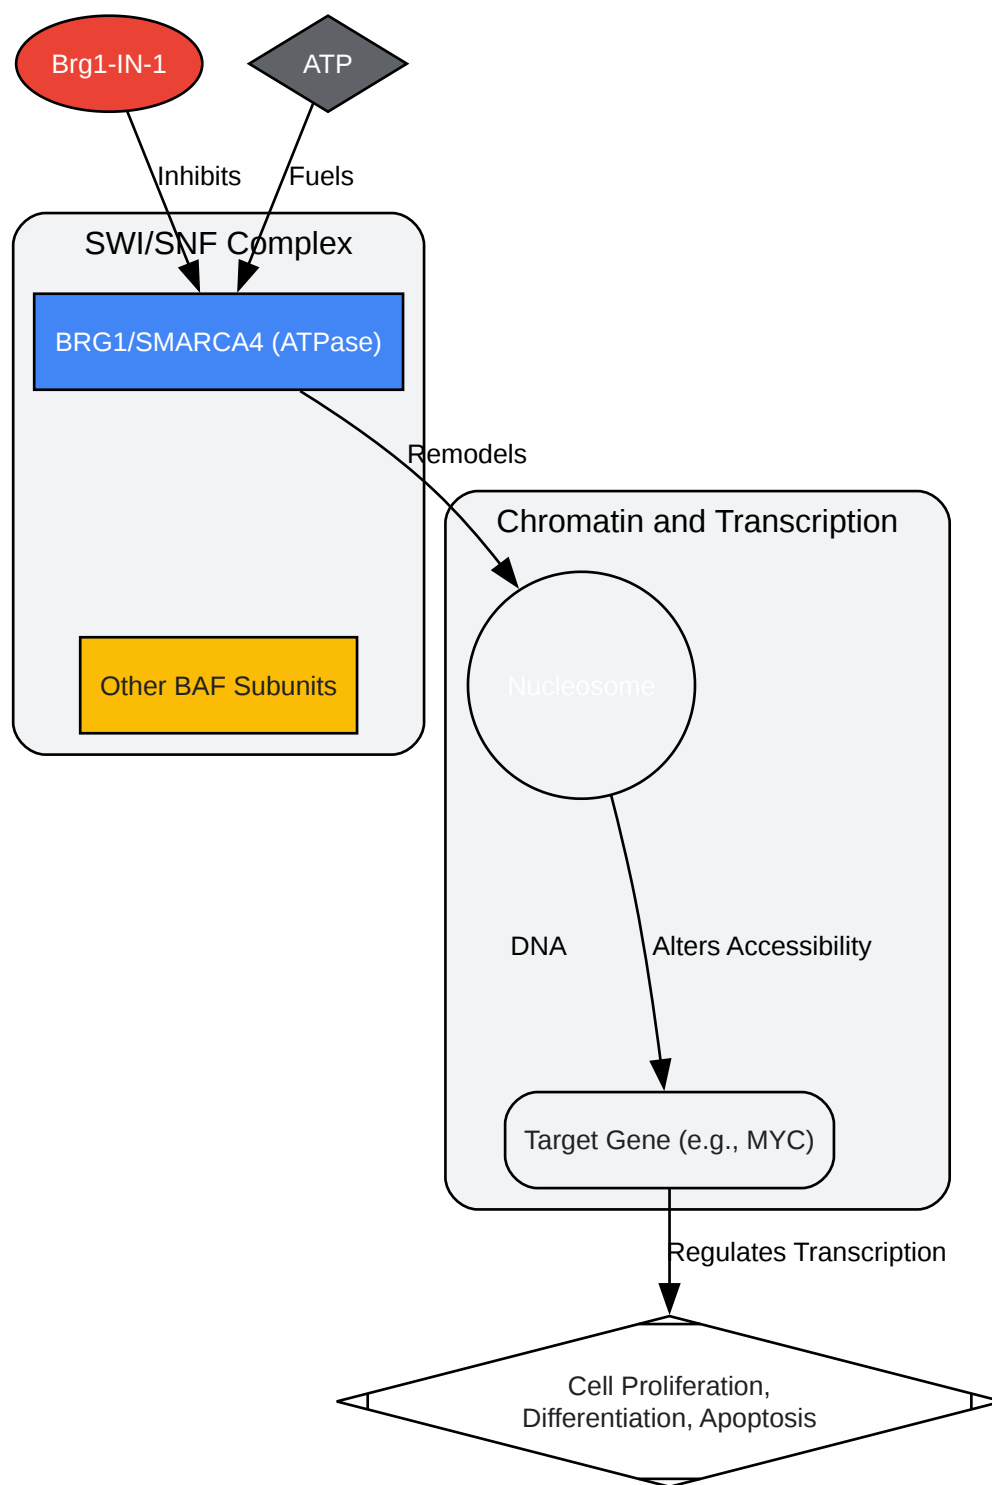 Brg1-IN-1
ATP
Inhibits
Fuels
SWI/SNF Complex
BRG1/SMARCA4 (ATPase)
Remodels
Chromatin and Transcription
Other BAF Subunits
Nucleosome
DNA
Alters Accessibility
Target Gene (e.g., MYC)
Regulates Transcription
Cell Proliferation,
Differentiation, Apoptosis